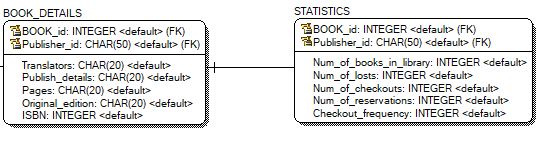 BOOK_DETAILS
BOOK_id: INTEGER <default> (FK)
Publisher_id: CHAR(50) <default> (FK)
Translators: CHAR(20) <default>
Publish_details: CHAR(20) <default>
Pages: CHAR(20) <default>
Original_edition: CHAR(20) <default>
ISBN: INTEGER <default>
STATISTICS
BOOK_id: INTEGER <default> (FK)
Publisher_id: CHAR(50) <default> (FK)
Num_of_books_in_library: INTEGER <default>
Num_of_losts: INTEGER <default>
Num_of_checkouts: INTEGER <default>
Num_of_reservations: INTEGER <default>
Checkout_frequency: INTEGER <default>